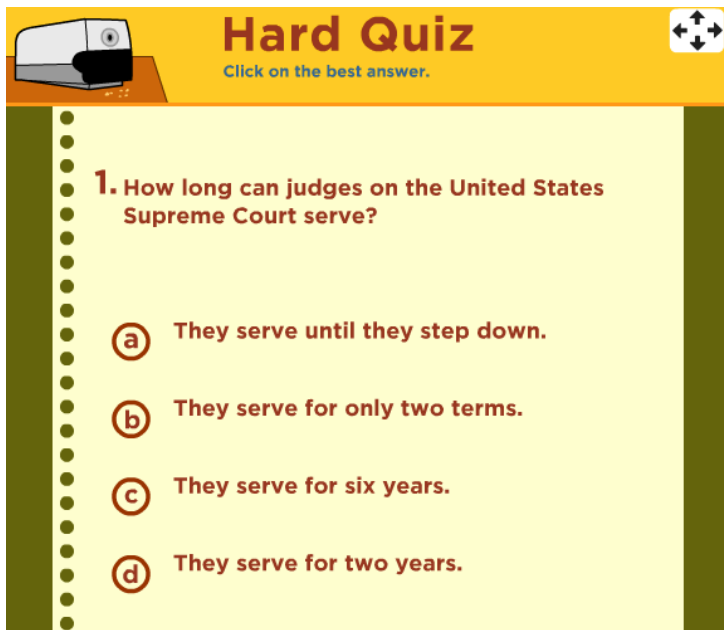 Hard Quiz
Click on the best answer.
1. How long can judges on the United States
Supreme Court serve?
a They serve until they step down.
b They serve for only two terms.
c They serve for six years.
d They serve for two years.